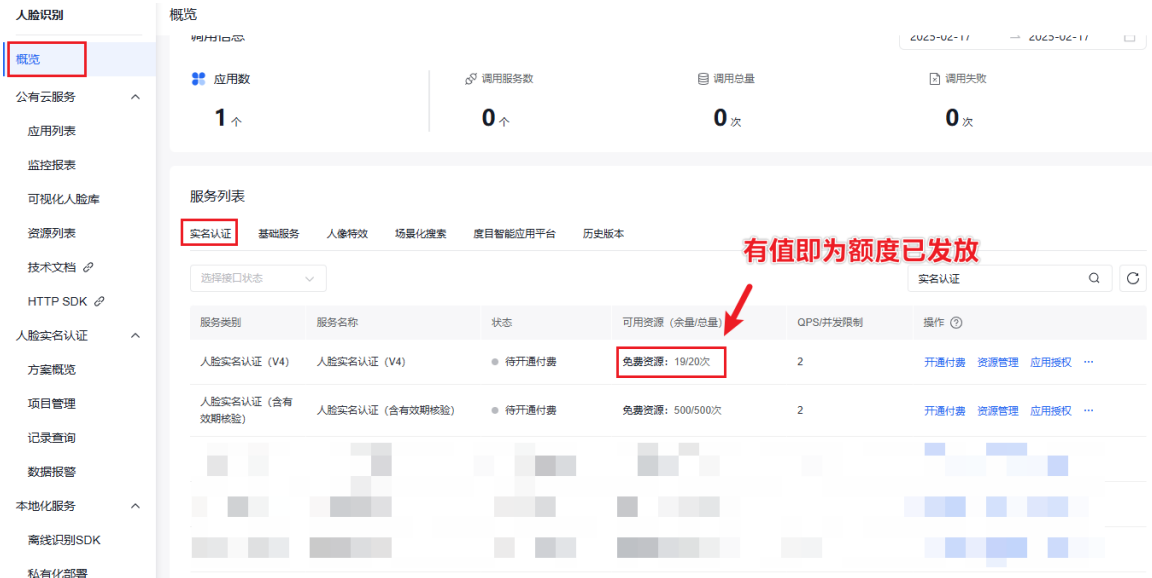 人脸识别
概览
概览
公有云服务
应用列表
监控报表
可视化人脸库
资源列表
技术文档
HTTP SDK
人脸实名认证
方案概览
项目管理
记录查询
数据报警
本地化服务
离线识别SDK
私有化部署
调用信息
2025-02-17 → 2025-02-17
应用数
1 个
调用服务数
0 个
调用总量
0 次
调用失败
0 次
服务列表
实名认证 基础服务 人像特效 场景化搜索 度目智能应用平台 历史版本
有值即为额度已发放
选择接口状态
实名认证
服务类别 服务名称 状态 可用资源（余量/总量） QPS/并发限制 操作
人脸实名认证（V4） 人脸实名认证（V4） 待开通付费 免费资源：19/20次 2 开通付费 资源管理 应用授权 ···
人脸实名认证（含有
效期核验） 人脸实名认证（含有效期核验） 待开通付费 免费资源：500/500次 2 开通付费 资源管理 应用授权 ···